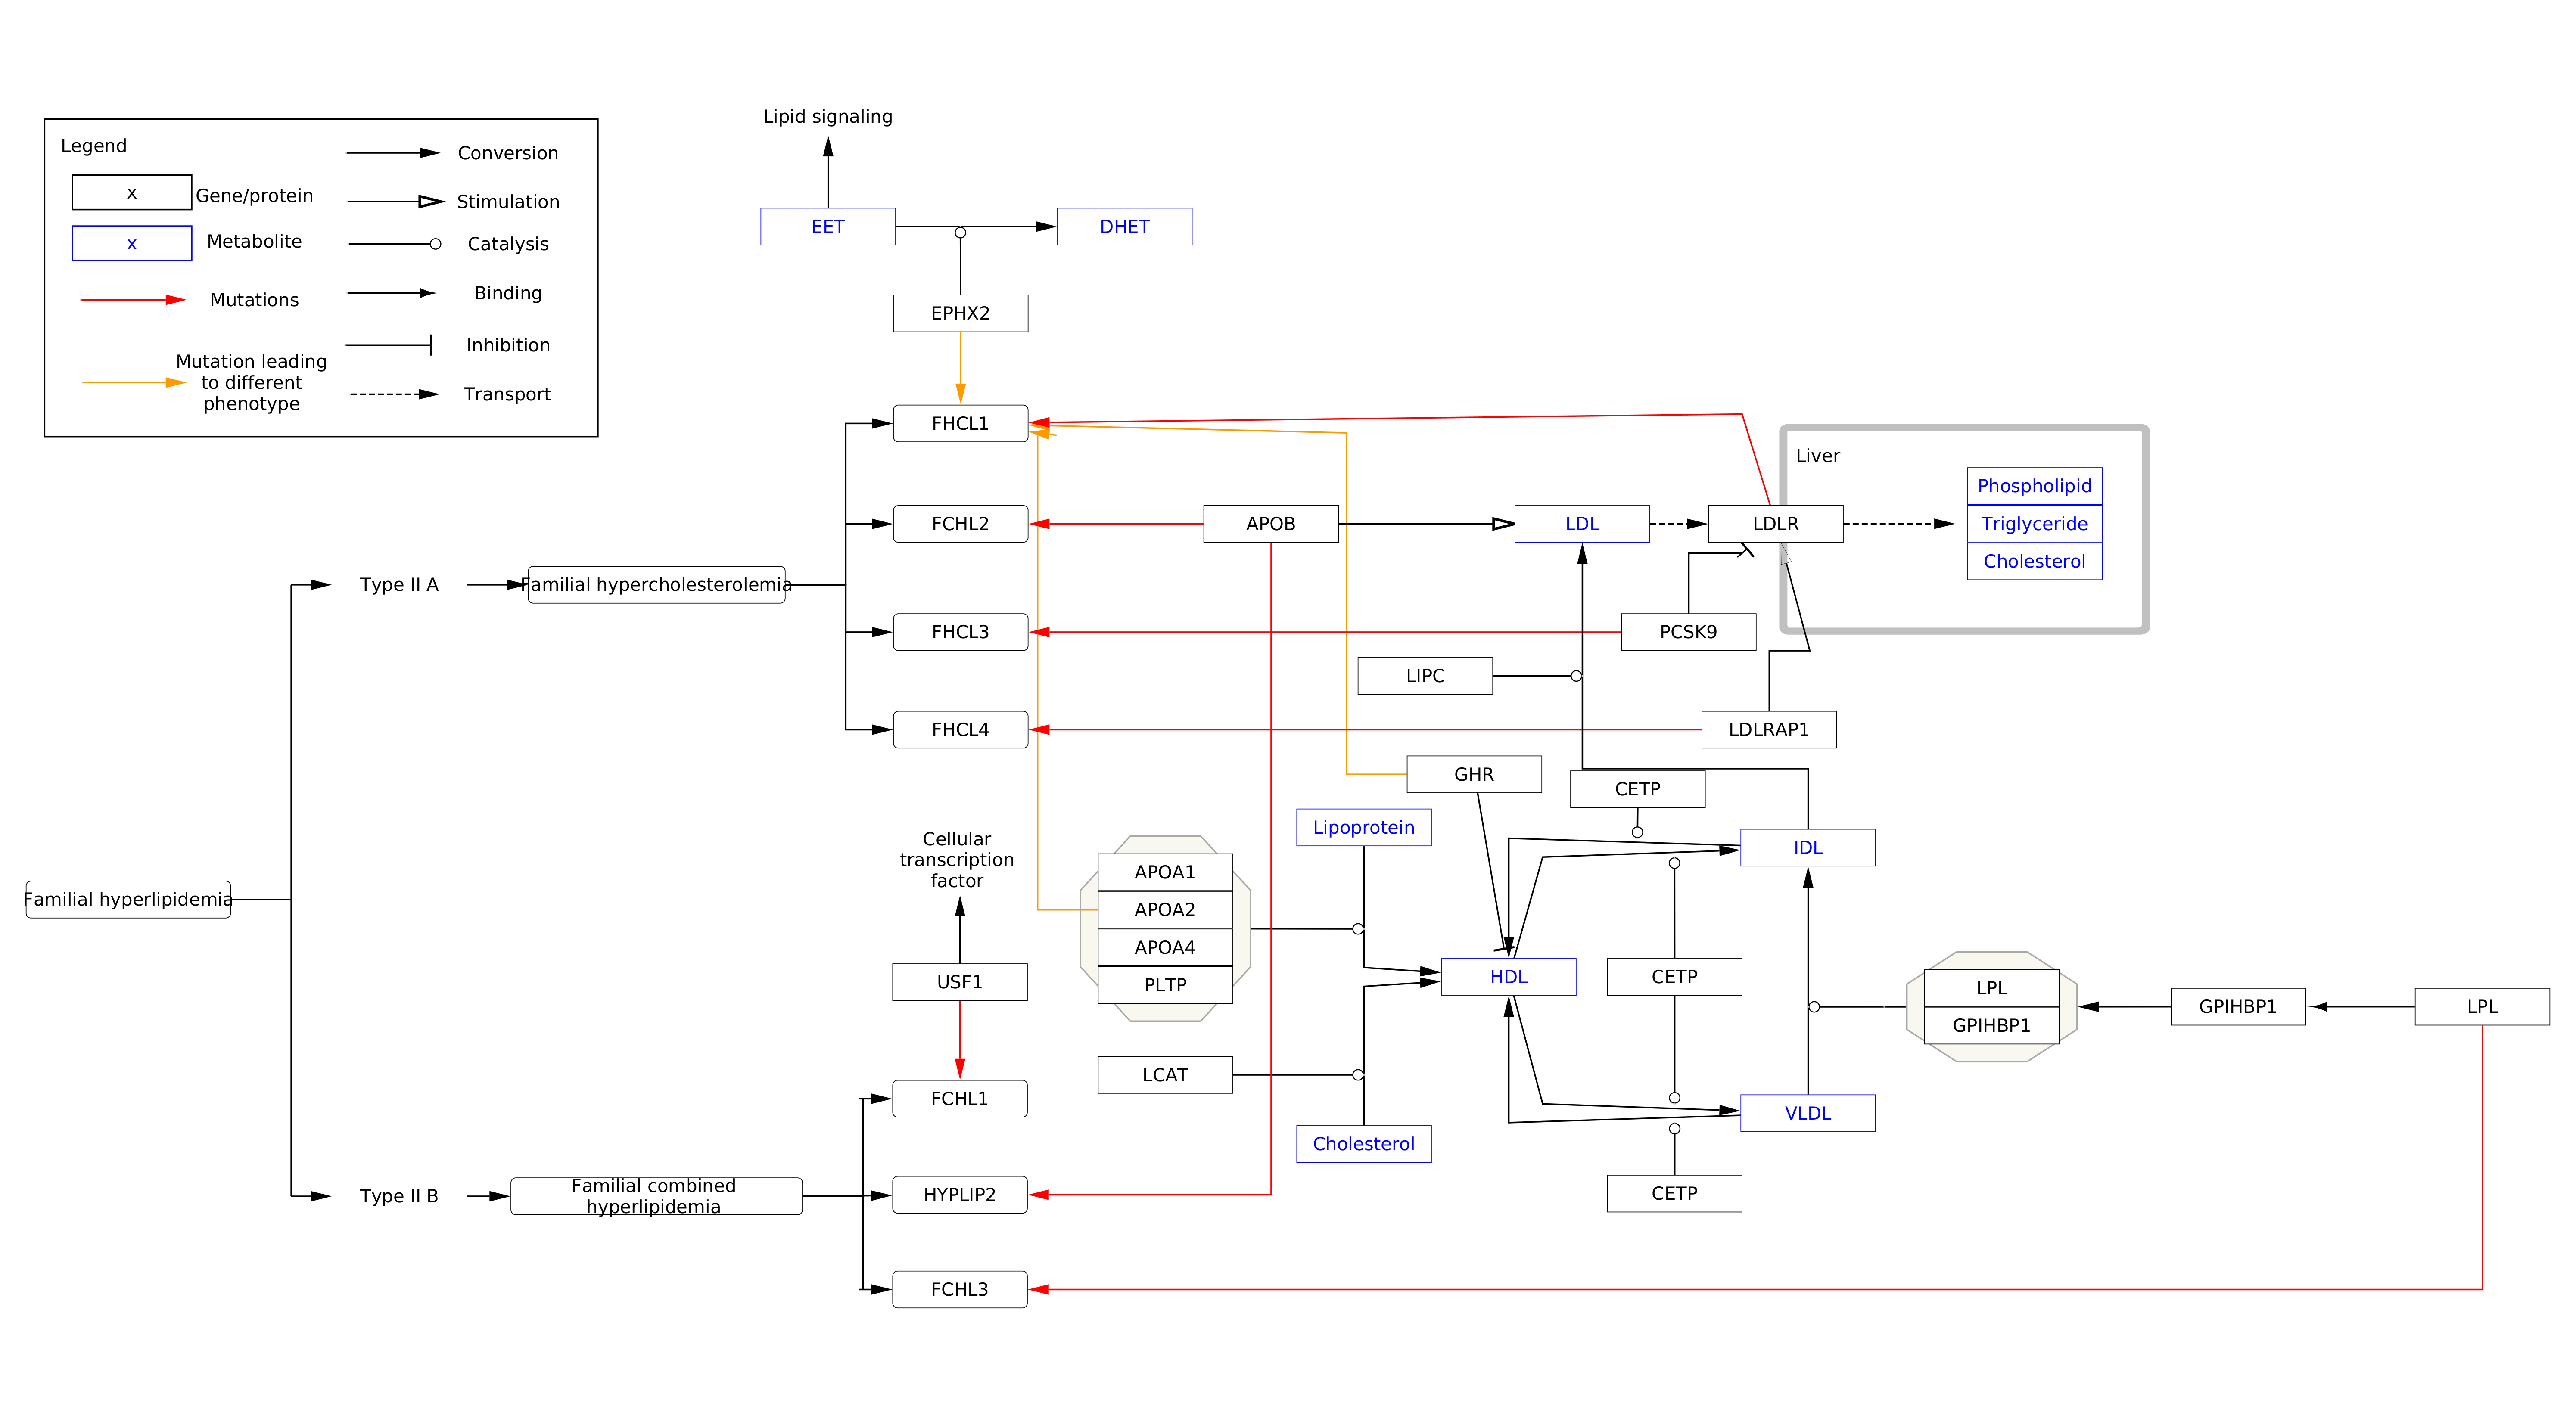 Lipid signaling
Legend
x
Gene/protein
x
Metabolite
Mutations
Mutation leading
to different
phenotype
Conversion
Stimulation
Catalysis
Binding
Inhibition
Transport
EET
DHET
EPHX2
FHCL1
FCHL2
FHCL3
FHCL4
APOB
LDL
LDLR
Liver
Phospholipid
Triglyceride
Cholesterol
Type II A
Familial hypercholesterolemia
PCSK9
LIPC
LDLRAP1
GHR
CETP
Lipoprotein
IDL
Cellular
transcription
factor
APOA1
APOA2
APOA4
PLTP
Familial hyperlipidemia
USF1
HDL
CETP
LPL
GPIHBP1
GPIHBP1
LPL
LCAT
FCHL1
VLDL
Cholesterol
Type II B
Familial combined
hyperlipidemia
HYPLIP2
CETP
FCHL3